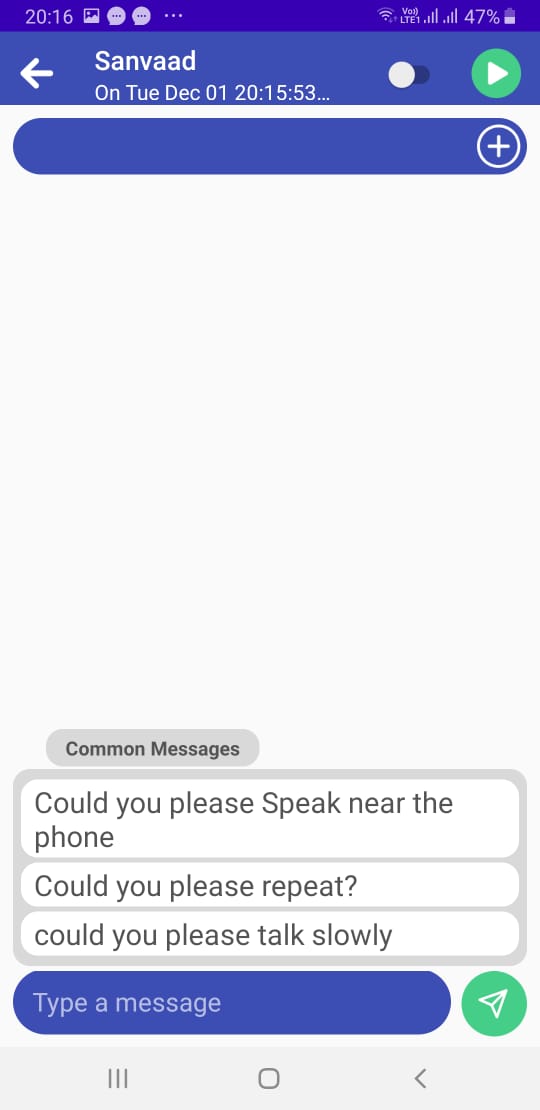 20:16 ... Vo)) LTE1 47%
Sanvaad
On Tue Dec 01 20:15:53...
Common Messages
Could you please Speak near the
phone
Could you please repeat?
could you please talk slowly
Type a message